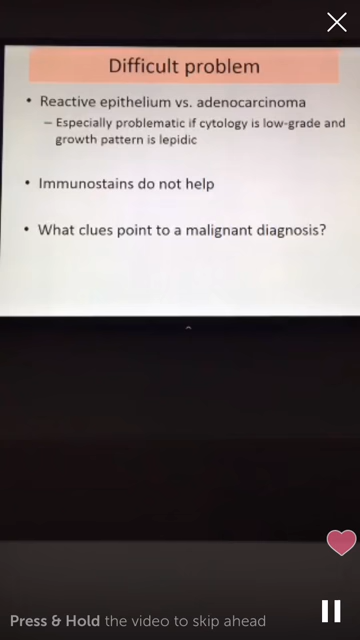 Difficult problem
• Reactive epithelium vs. adenocarcinoma
– Especially problematic if cytology is low-grade and
growth pattern is lepidic
• Immunostains do not help
• What clues point to a malignant diagnosis?
Press & Hold the video to skip ahead